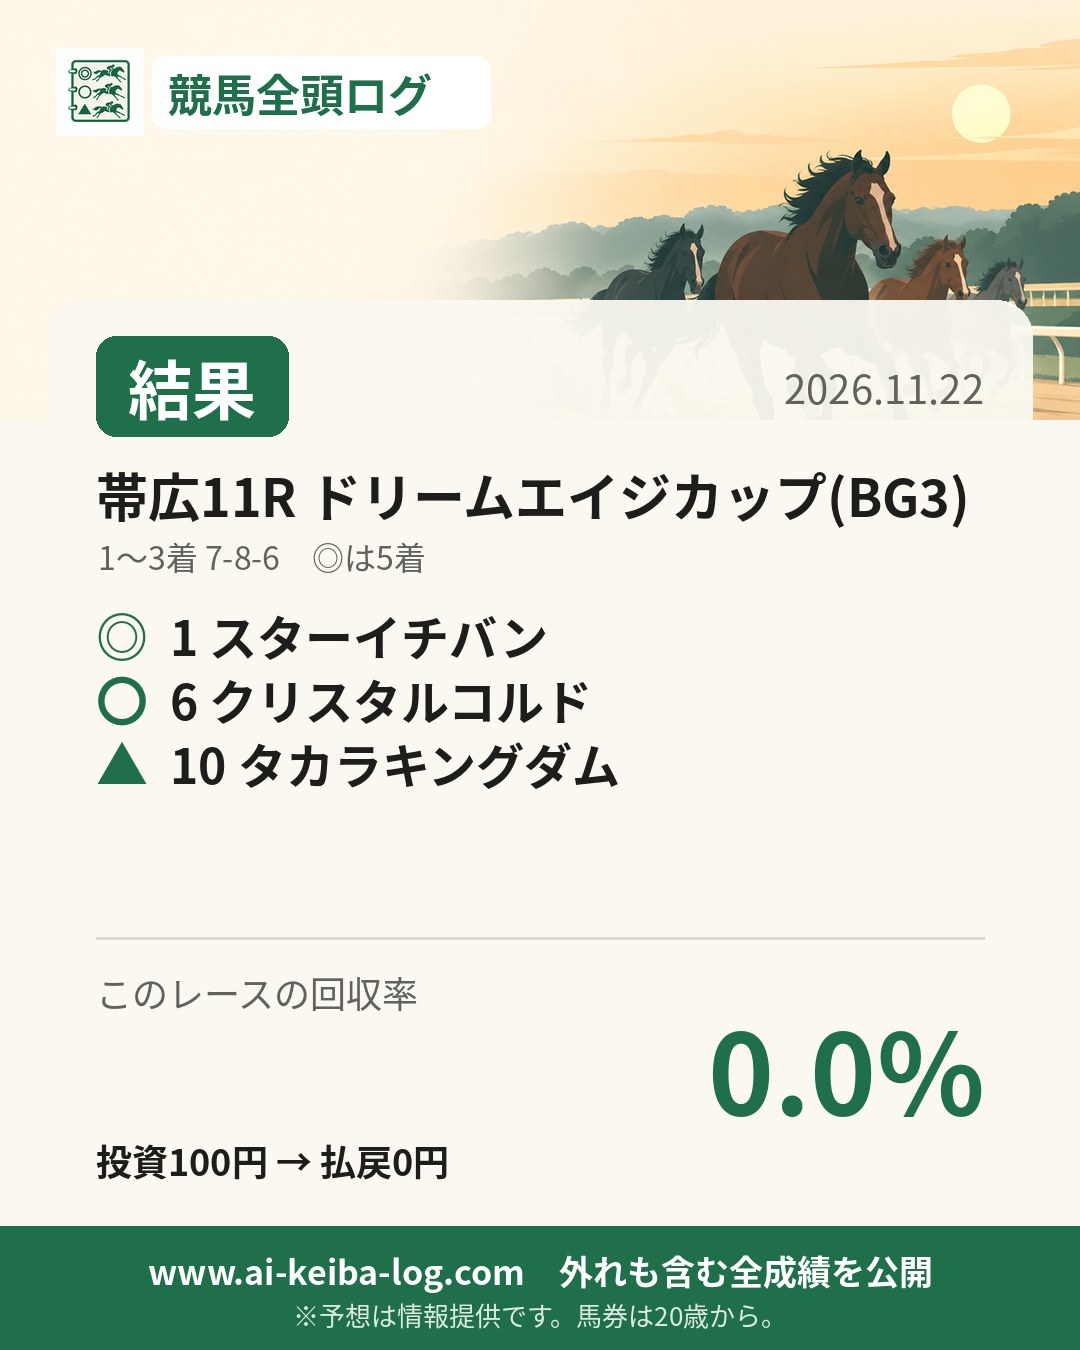 競馬全頭ログ
結果
2026.11.22
帯広11R ドリームエイジカップ(BG3)
1〜3着 7-8-6　◎は5着
◎ 1 スターイチバン
○ 6 クリスタルコルド
▲ 10 タカラキングダム
このレースの回収率
0.0%
投資100円 → 払戻0円
www.ai-keiba-log.com　外れも含む全成績を公開
※予想は情報提供です。馬券は20歳から。